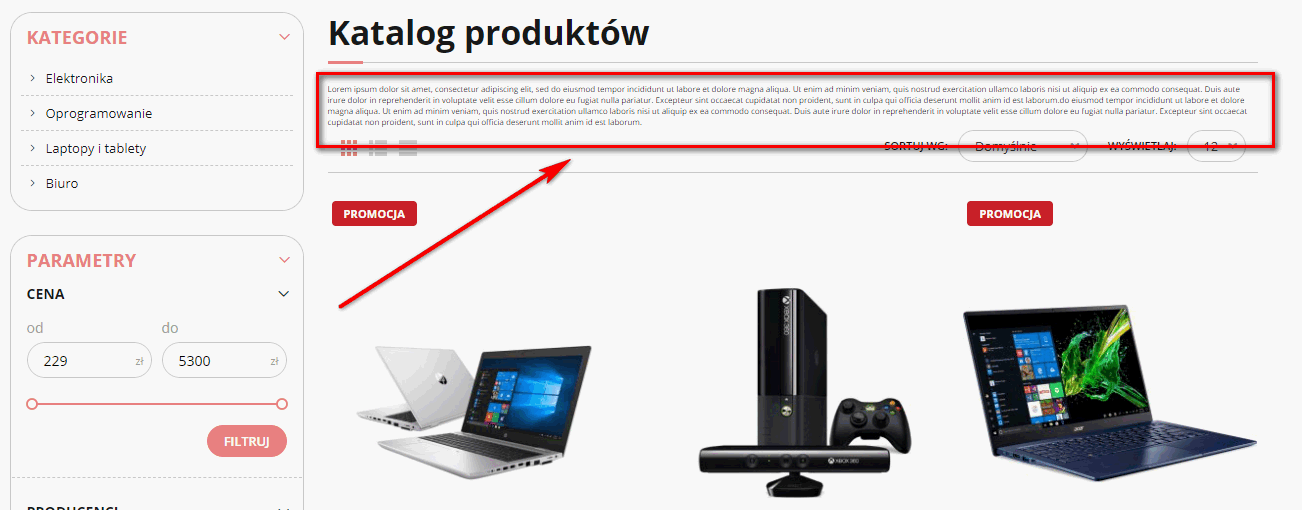 KATEGORIE
Elektronika
Oprogramowanie
Laptopy i tablety
Biuro
PARAMETRY
CENA
od do
229 zł 5300 zł
FILTRUJ
Katalog produktów
Lorem ipsum dolor sit amet, consectetur adipiscing elit, sed do eiusmod tempor incididunt ut labore et dolore magna aliqua. Ut enim ad minim veniam, quis nostrud exercitation ullamco laboris nisi ut aliquip ex ea commodo consequat. Duis aute
irure dolor in reprehenderit in voluptate velit esse cillum dolore eu fugiat nulla pariatur. Excepteur sint occaecat cupidatat non proident, sunt in culpa qui officia deserunt mollit anim id est laborum.do eiusmod tempor incididunt ut labore et dolore
magna aliqua. Ut enim ad minim veniam, quis nostrud exercitation ullamco laboris nisi ut aliquip ex ea commodo consequat. Duis aute irure dolor in reprehenderit in voluptate velit esse cillum dolore eu fugiat nulla pariatur. Excepteur sint occaecat
cupidatat non proident, sunt in culpa qui officia deserunt mollit anim id est laborum.
SORTUJ WG: Domyślnie WYŚWIETLAJ: 12
PROMOCJA PROMOCJA
XBOX 360
XBOX 360
acer